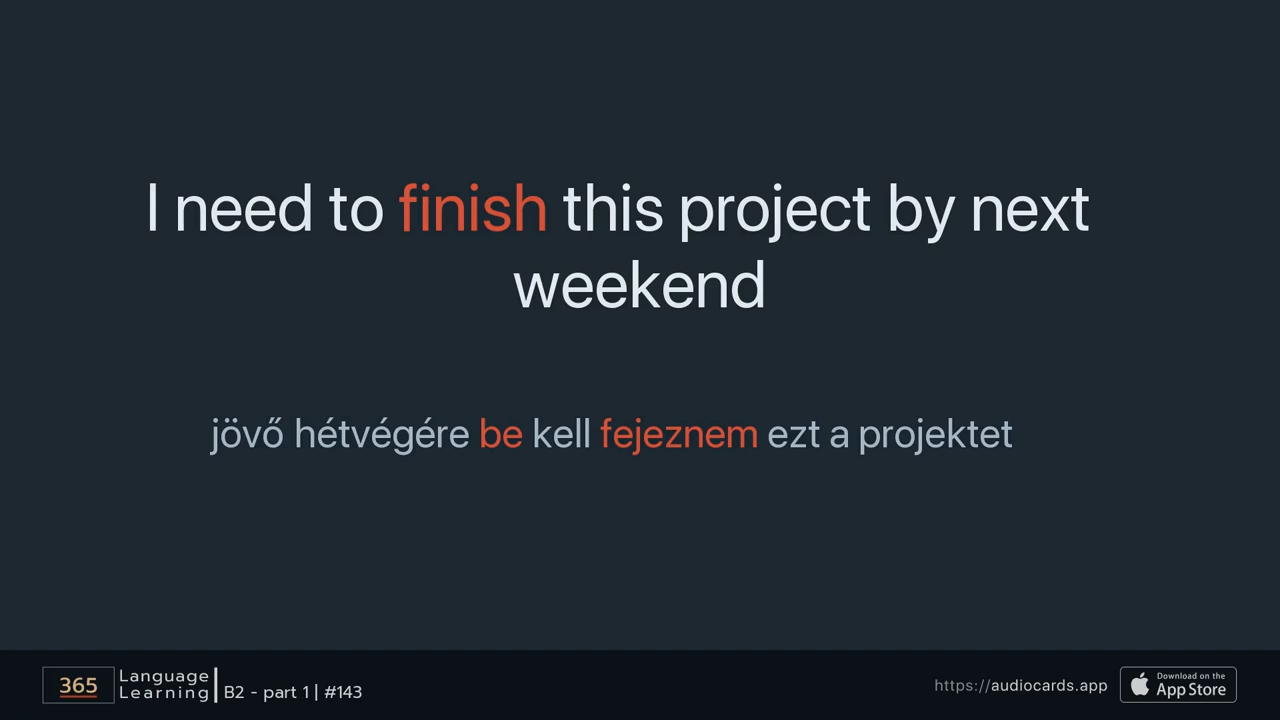 I need to finish this project by next
weekend
jövő hétvégére be kell fejeznem ezt a projektet
365
Language
Learning
B2 - part 1 | #143
https://audiocards.app
Download on the
App Store